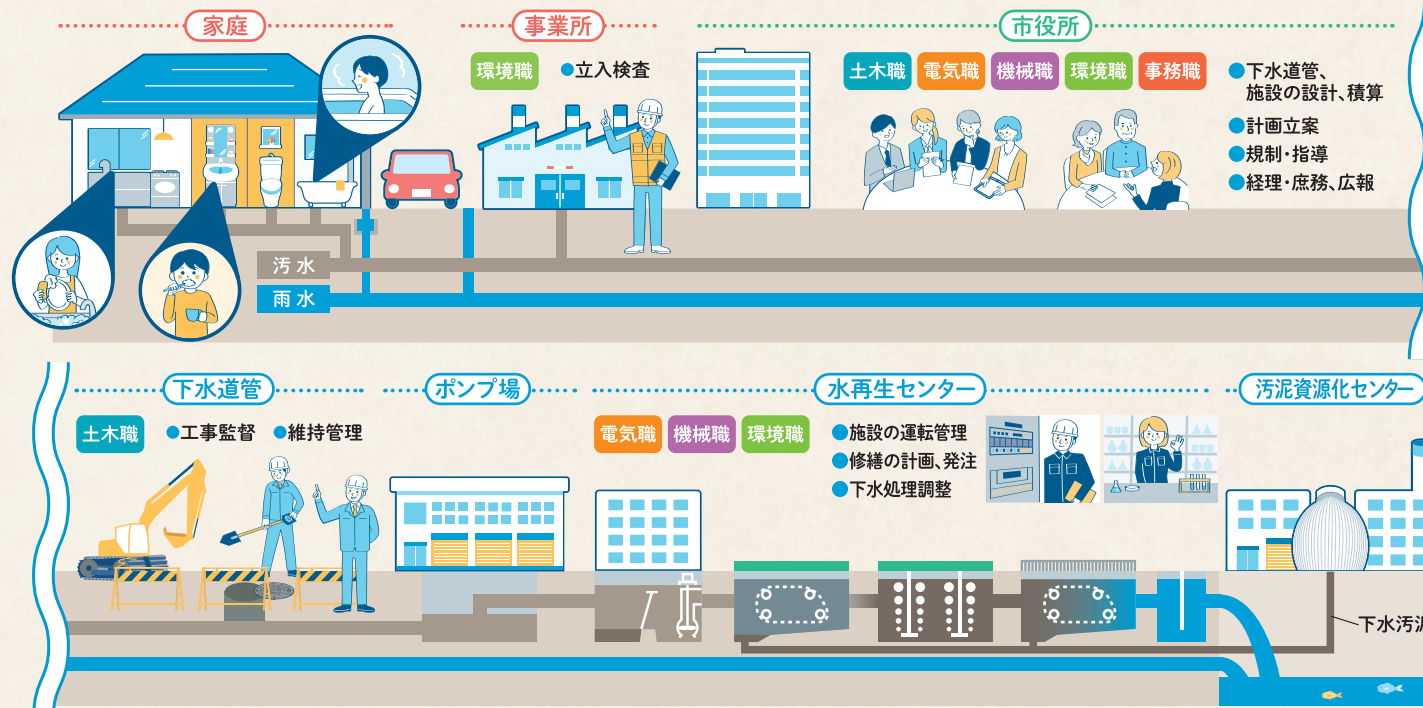 家庭
事業所
環境職
●立入検査
市役所
土木職 電気職 機械職 環境職 事務職
●下水道管、
施設の設計、積算
●計画立案
●規制・指導
●経理・庶務、広報
汚水
雨水
下水道管
土木職
●工事監督 ●維持管理
ポンプ場
水再生センター
電気職 機械職 環境職
●施設の運転管理
●修繕の計画、発注
●下水処理調整
汚泥資源化センター
下水汚泥